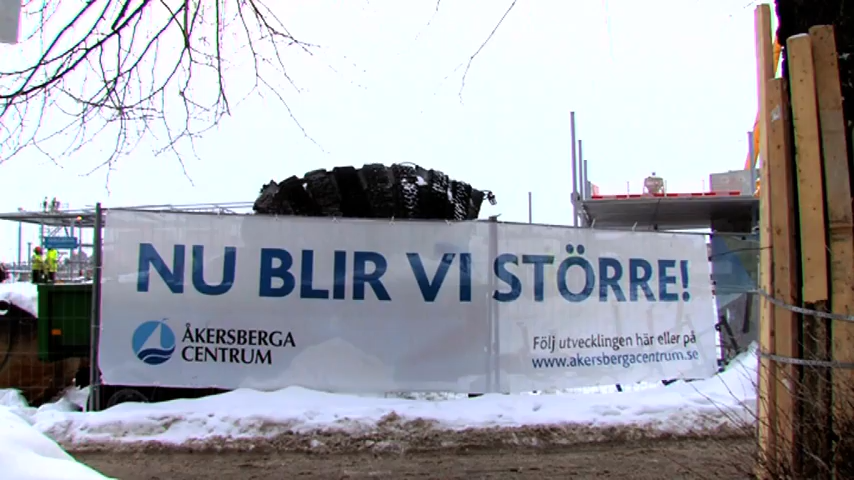 NU BLIR VI STÖRRE!
ÅKERSBERGA
CENTRUM
Följ utvecklingen här eller på
www.akersbergacentrum.se